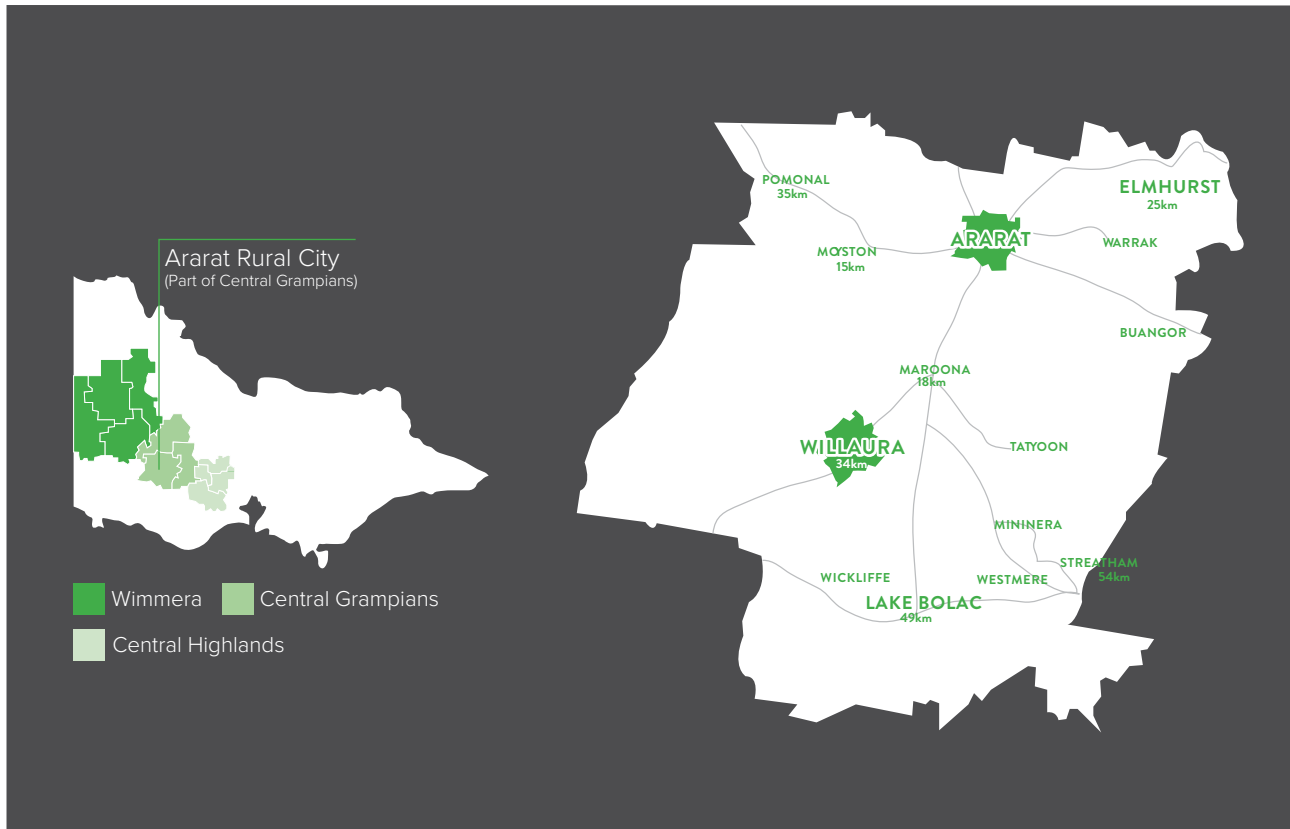 Ararat Rural City
(Part of Central Grampians)
Wimmera
Central Grampians
Central Highlands
POMONAL
35km
ELMHURST
25km
ARARAT
WARRAK
MOYSTON
15km
BUANGOR
MAROONA
18km
WILLAURA
34km
TATYOON
MININERA
STREATHAM
54km
WICKLIFFE
WESTMERE
LAKE BOLAC
49km